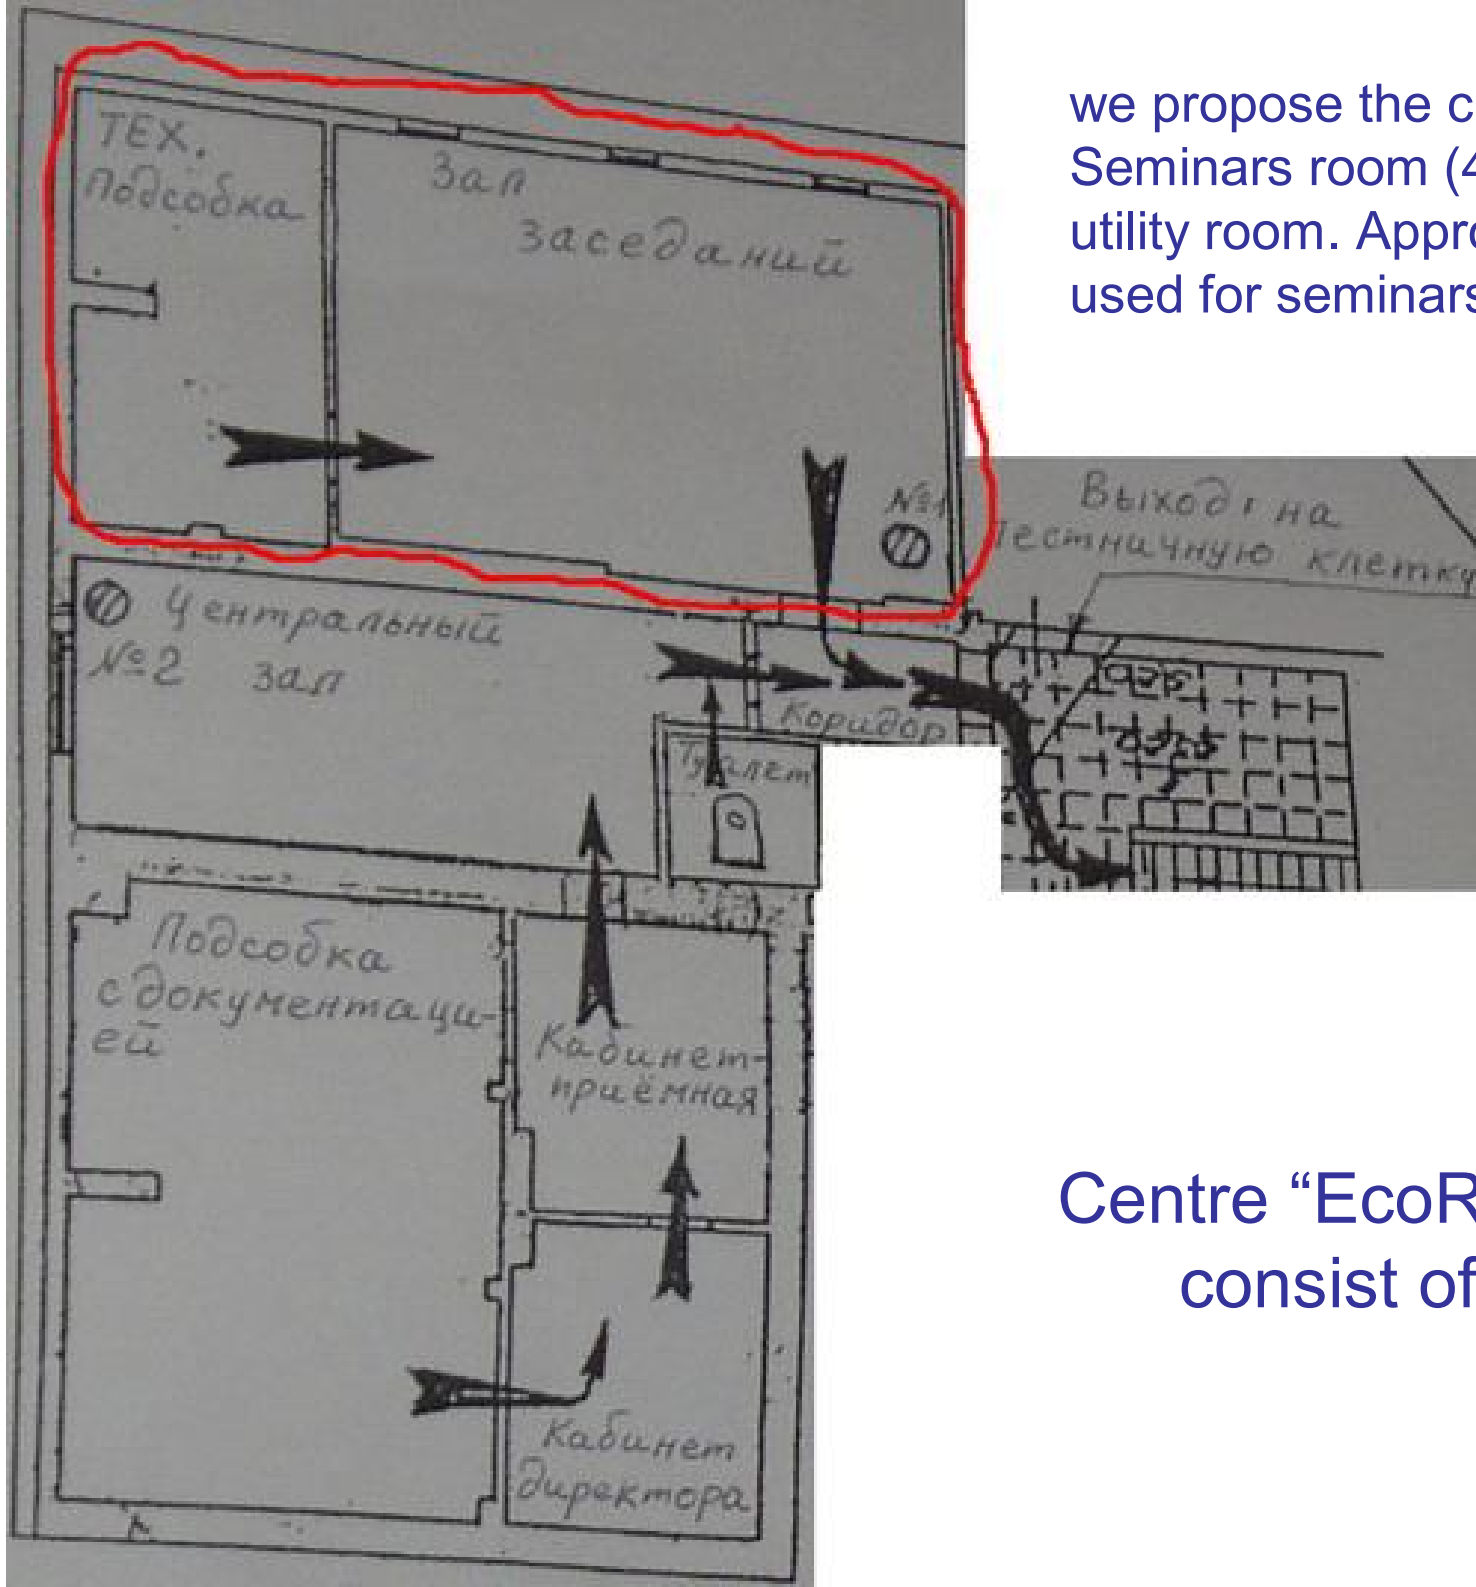 we propose the c
Seminars room (4
utility room. Appro
used for seminars
ТЕХ.
Подсобка
Зал
заседаний
№1
Выход на
лестничную клетку
Центральный
№2 зал
Коридор
Туалет
Подсобка
с документаци-
ей
Кабинет-
приёмная
Кабинет
директора
Centre “EcoR
consist of